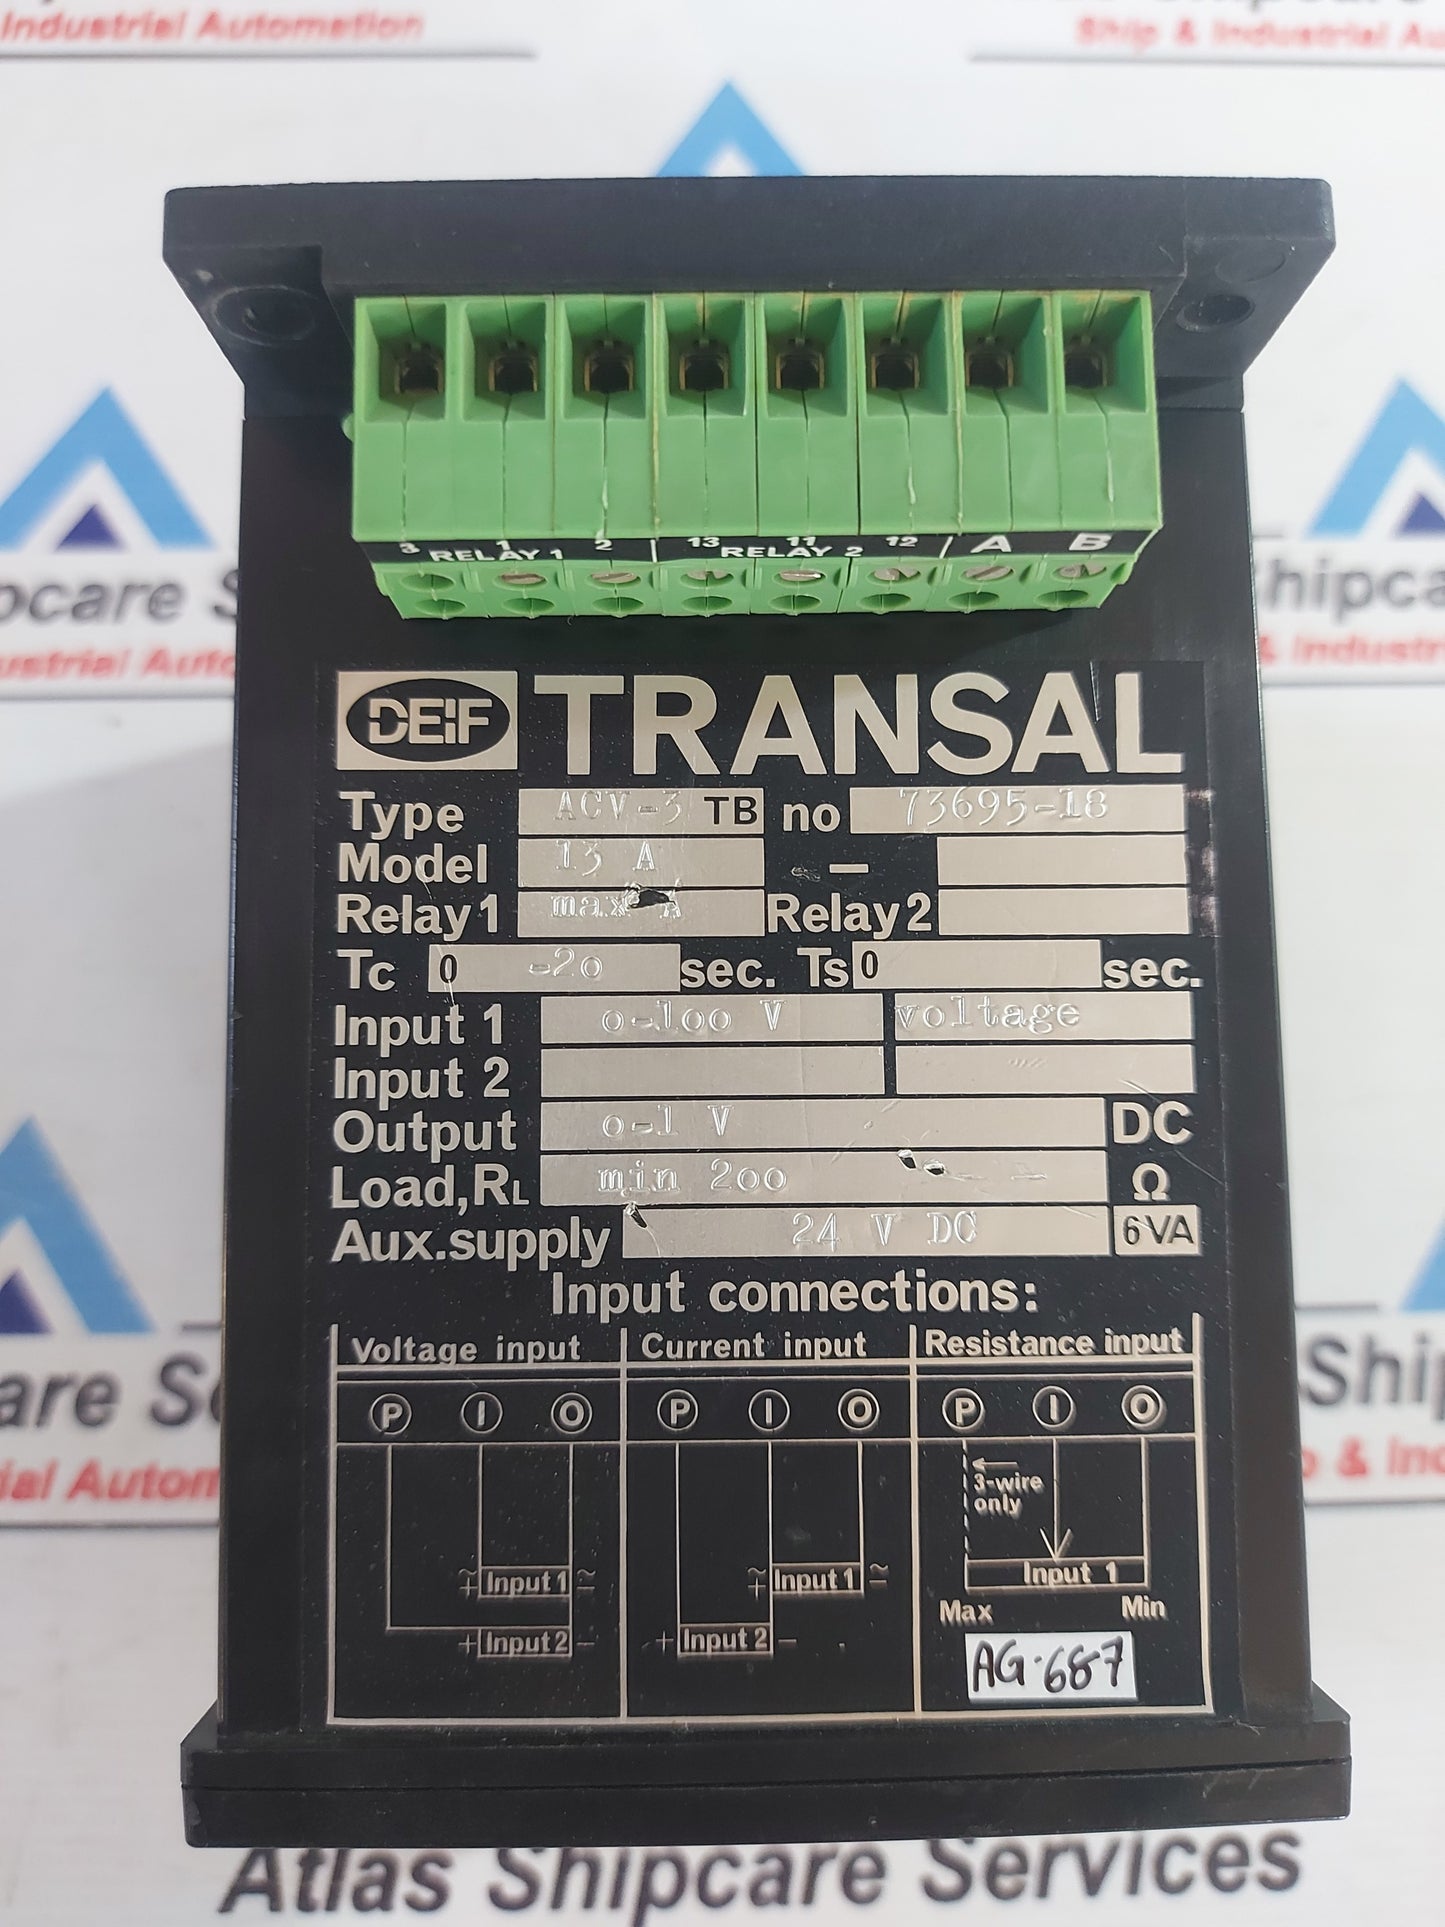 Industrial Automation
Ship & Industrial Au
3 1 2 13 11 12 A B
RELAY 1 RELAY 2
DEIF TRANSAL
Type ACV-3 TB no 73695-18
Model 13 A -
Relay 1 max A Relay 2
Tc 0 -20 sec. Ts 0 sec.
Input 1 0-100 V voltage
Input 2
Output 0-1 V DC
Load, RL min 200 Ω
Aux.supply 24 V DC 6 VA
Input connections:
Voltage input Current input Resistance input
P I O P I O P I O
3-wire
only
Input 1 Input 1 Input 1
Max Min
Input 2 Input 2
AG-687
Atlas Shipcare Services